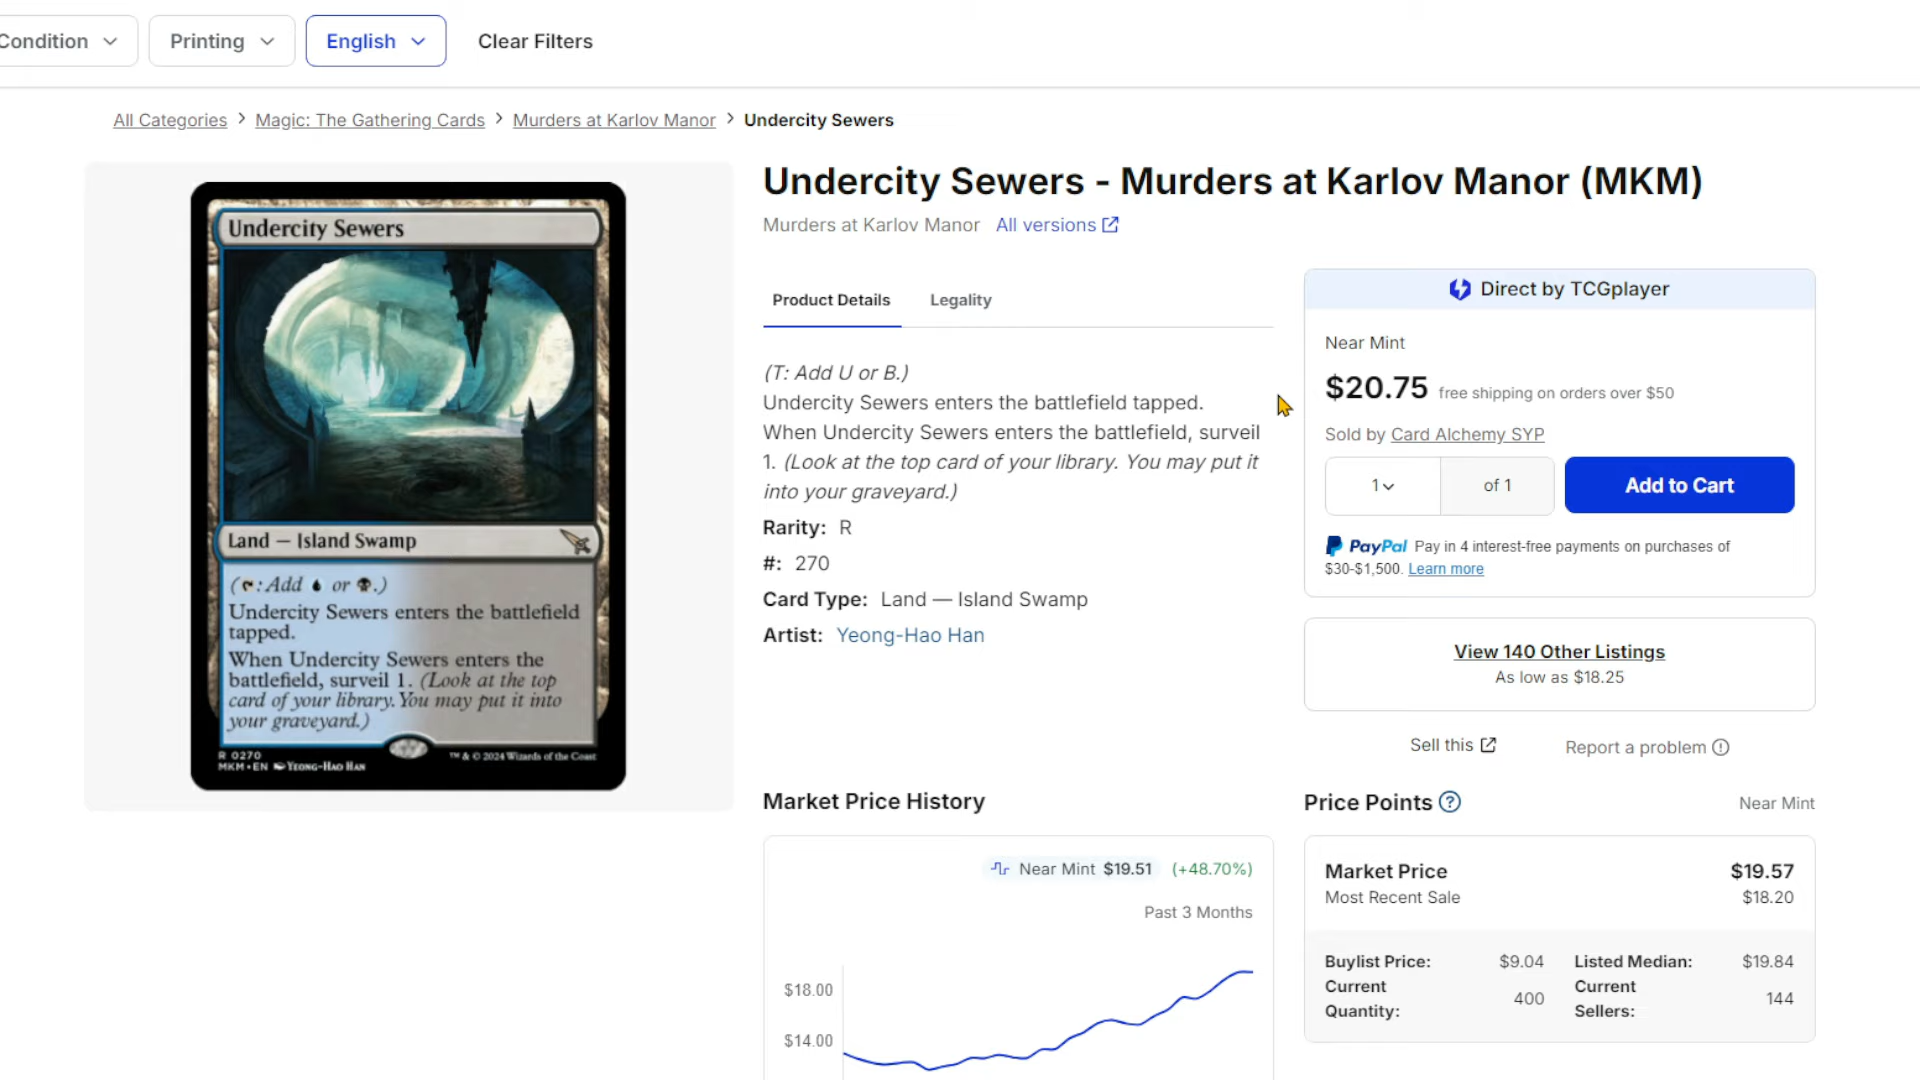 Condition
Printing
English
Clear Filters
All Categories > Magic: The Gathering Cards > Murders at Karlov Manor > Undercity Sewers
Undercity Sewers
Land — Island Swamp
( : Add or .)
Undercity Sewers enters the battlefield
tapped.
When Undercity Sewers enters the
battlefield, surveil 1. (Look at the top
card of your library. You may put it into
your graveyard.)
R 0270
MKM • EN Yeong-Hao Han
™ & © 2024 Wizards of the Coast
Undercity Sewers - Murders at Karlov Manor (MKM)
Murders at Karlov Manor All versions
Product Details
Legality
(T: Add U or B.)
Undercity Sewers enters the battlefield tapped.
When Undercity Sewers enters the battlefield, surveil
1. (Look at the top card of your library. You may put it
into your graveyard.)
Rarity: R
#: 270
Card Type: Land — Island Swamp
Artist: Yeong-Hao Han
Direct by TCGplayer
Near Mint
$20.75 free shipping on orders over $50
Sold by Card Alchemy SYP
1
of 1
Add to Cart
PayPal Pay in 4 interest-free payments on purchases of
$30-$1,500. Learn more
View 140 Other Listings
As low as $18.25
Sell this
Report a problem
Market Price History
Near Mint $19.51 (+48.70%)
Past 3 Months
$18.00
$14.00
Price Points
Near Mint
Market Price $19.57
Most Recent Sale $18.20
Buylist Price: $9.04
Listed Median: $19.84
Current
Quantity: 400
Current
Sellers: 144